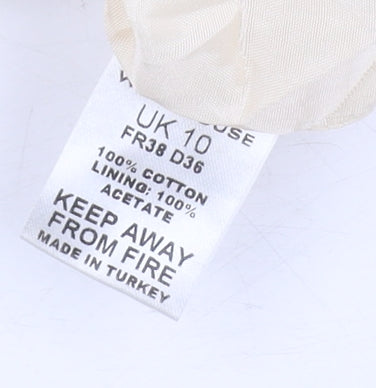 UK 10
FR38 D36
100% COTTON
LINING: 100%
ACETATE
KEEP AWAY
FROM FIRE
MADE IN TURKEY